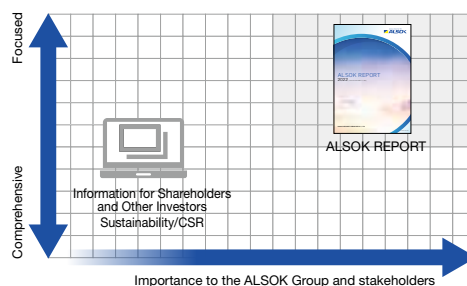 Focused
ALSOK
ALSOK REPORT
2022
ALSOK REPORT
Information for Shareholders
and Other Investors
Sustainability/CSR
Comprehensive
Importance to the ALSOK Group and stakeholders